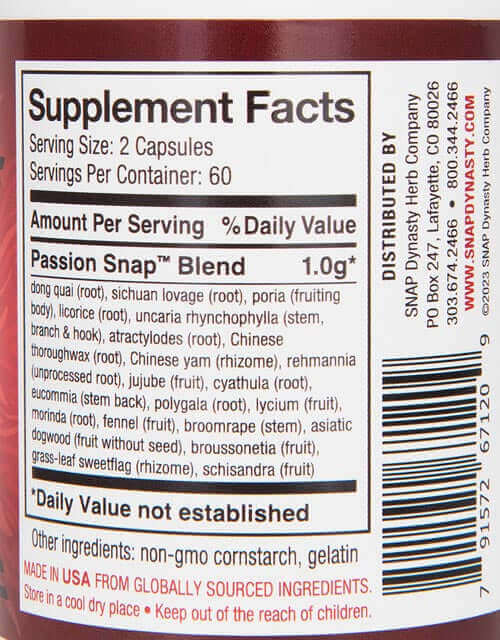 Supplement Facts
Serving Size: 2 Capsules
Servings Per Container: 60
Amount Per Serving % Daily Value
Passion Snap™ Blend 1.0g*
dong quai (root), sichuan lovage (root), poria (fruiting
body), licorice (root), uncaria rhynchophylla (stem,
branch & hook), atractylodes (root), Chinese
thoroughwax (root), Chinese yam (rhizome), rehmannia
(unprocessed root), jujube (fruit), cyathula (root),
eucommia (stem back), polygala (root), lycium (fruit),
morinda (root), fennel (fruit), broomrape (stem), asiatic
dogwood (fruit without seed), broussonetia (fruit),
grass-leaf sweetflag (rhizome), schisandra (fruit)
*Daily Value not established
Other ingredients: non-gmo cornstarch, gelatin
MADE IN USA FROM GLOBALLY SOURCED INGREDIENTS.
Store in a cool dry place • Keep out of the reach of children.
DISTRIBUTED BY
SNAP Dynasty Herb Company
PO Box 247, Lafayette, CO 80026
303.674.2466 • 800.344.2466
WWW.SNAPDYNASTY.COM
©2023 SNAP Dynasty Herb Company
7 91572 67120 9